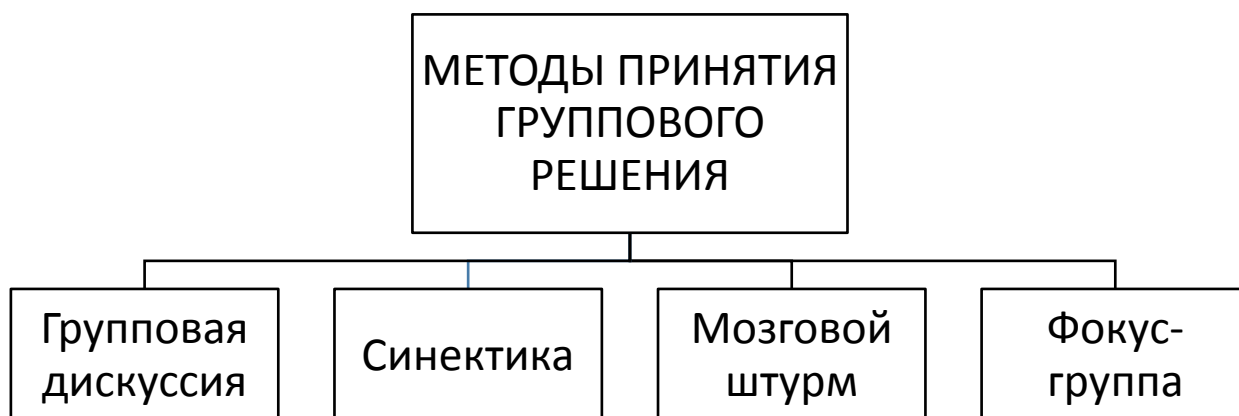 МЕТОДЫ ПРИНЯТИЯ
ГРУППОВОГО
РЕШЕНИЯ
Групповая
дискуссия
Синектика
Мозговой
штурм
Фокус-
группа